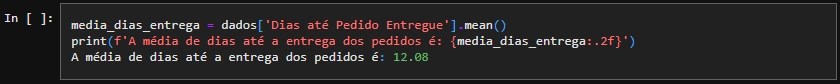 In [ ]:
media_dias_entrega = dados['Dias até Pedido Entregue'].mean()
print(f'A média de dias até a entrega dos pedidos é: {media_dias_entrega:.2f}')
A média de dias até a entrega dos pedidos é: 12.08